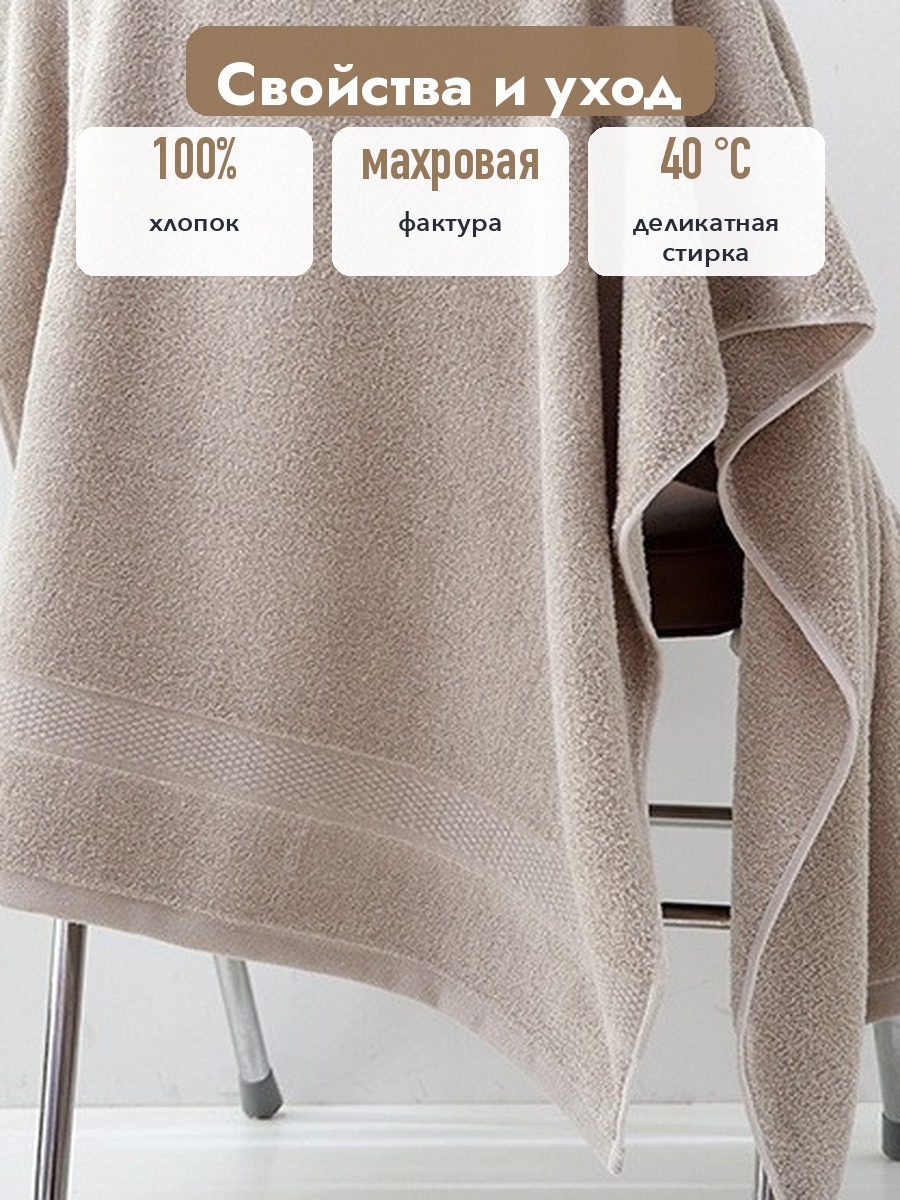 Свойства и уход
100%
хлопок
махровая
фактура
40 °C
деликатная
стирка